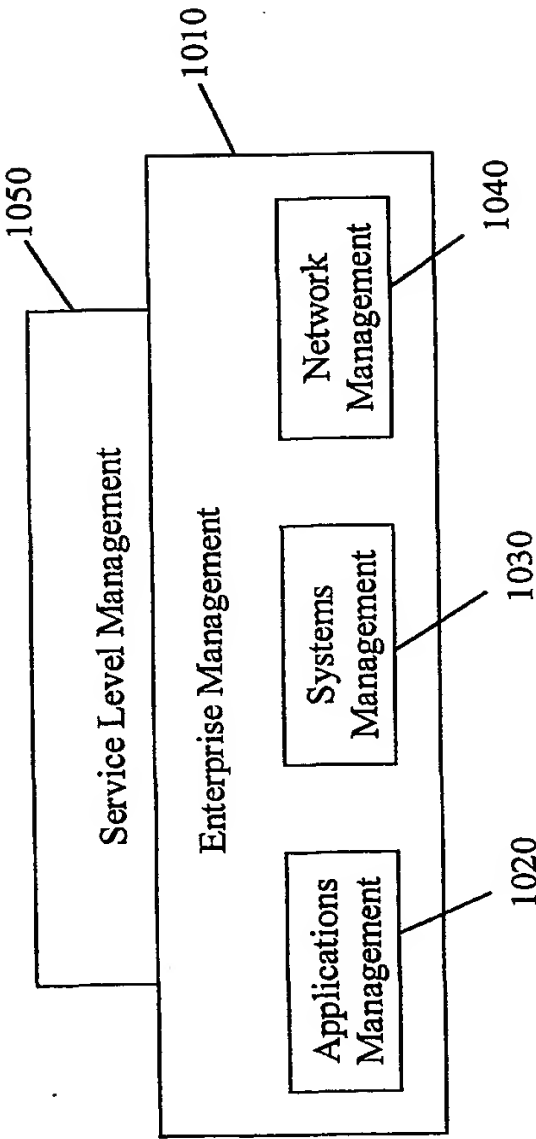 1050
Service Level Management
1010
Enterprise Management
Applications
Management
Systems
Management
Network
Management
1020
1030
1040